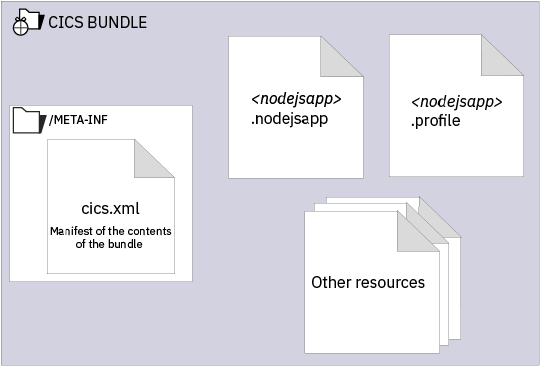 CICS BUNDLE
/META-INF
cics.xml
Manifest of the contents
of the bundle
<nodejsapp>
.nodejsapp
<nodejsapp>
.profile
Other resources